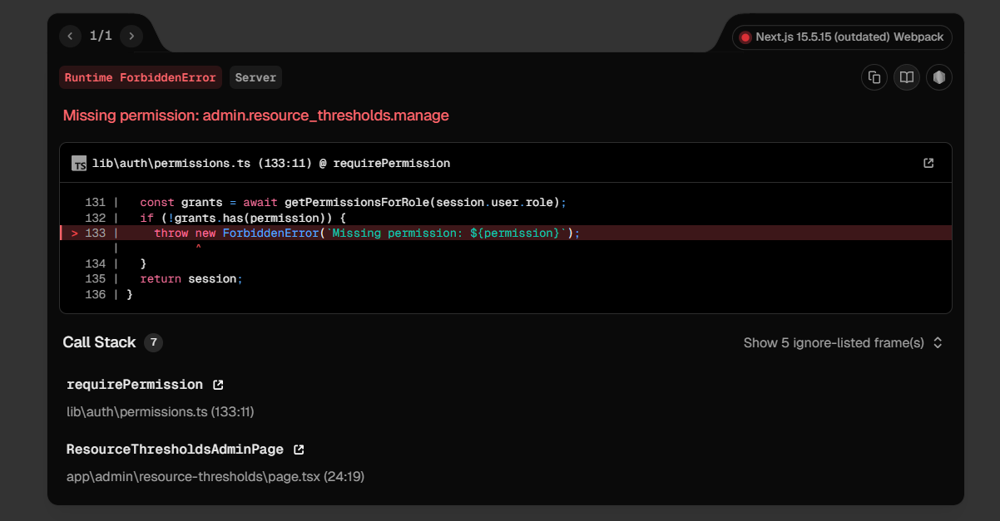 1/1
Next.js 15.5.15 (outdated) Webpack
Runtime ForbiddenError
Server
Missing permission: admin.resource_thresholds.manage
TS lib\auth\permissions.ts (133:11) @ requirePermission
131 |   const grants = await getPermissionsForRole(session.user.role);
132 |   if (!grants.has(permission)) {
> 133 |     throw new ForbiddenError(`Missing permission: ${permission}`);
|           ^
134 |   }
135 |   return session;
136 | }
Call Stack 7
Show 5 ignore-listed frame(s)
requirePermission
lib\auth\permissions.ts (133:11)
ResourceThresholdsAdminPage
app\admin\resource-thresholds\page.tsx (24:19)